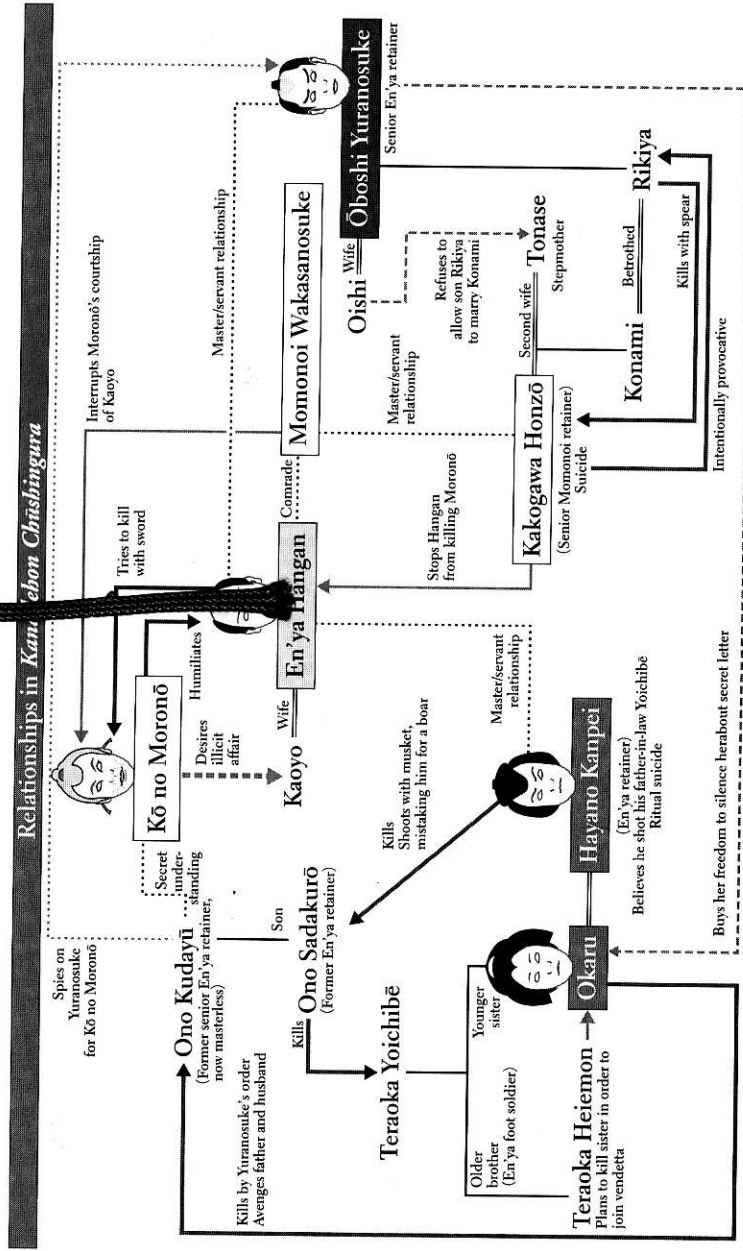 Relationships in Kana ehon Chūshingura
Spies on
Yuranosuke
for Kō no Moronō
Interrupts Moronō's courtship
of Kaoyo
Tries to kill
with sword
Master/servant relationship
Kō no Moronō
Secret
under-
standing
Humiliates
Desires
illicit
affair
Ono Kudayū
(Former senior En'ya retainer,
now masterless)
Kills by Yuranosuke's order
Avenges father and husband
Son
Kaoyo
Wife
En'ya Hangan
Comrade
Momonoi Wakasanosuke
Oishi
Wife
Ōboshi Yuranosuke
Senior En'ya retainer
Kills
Ono Sadakurō
(Former En'ya retainer)
Kills
Shoots with musket,
mistaking him for a boar
Stops Hangan
from killing Moronō
Master/servant
relationship
Refuses to
allow son Rikiya
to marry Konami
Teraoka Yoichibē
Master/servant
relationship
Kakogawa Honzō
(Senior Momonoi retainer)
Suicide
Second wife
Tonase
Stepmother
Older
brother
(En'ya foot soldier)
Younger
sister
Konami
Betrothed
Rikiya
Kills with spear
Intentionally provocative
Teraoka Heiemon
Plans to kill sister in order to
join vendetta
Okaru
Hayano Kanpei
(En'ya retainer)
Believes he shot his father-in-law Yoichibē
Ritual suicide
Buys her freedom to silence herabout secret letter